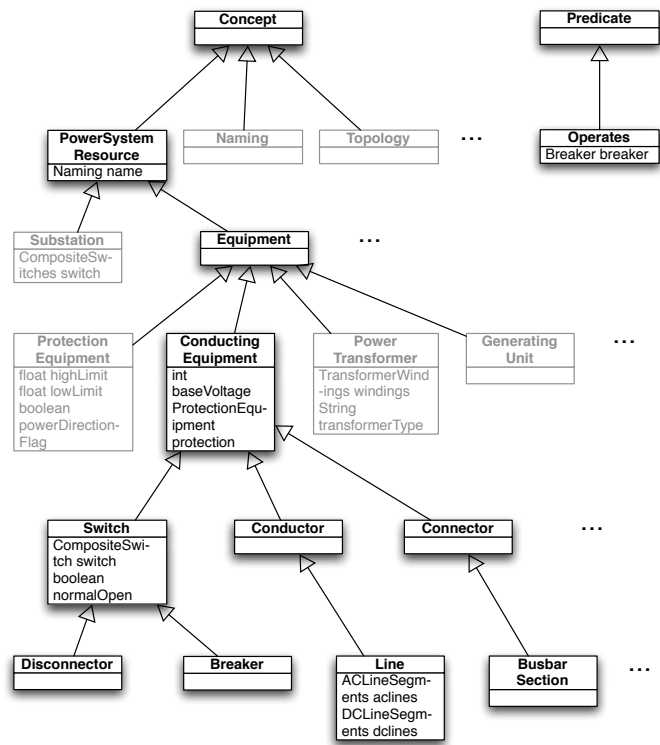 Concept
Predicate
PowerSystem
Resource
Naming name
Naming
Topology
...
Operates
Breaker breaker
Substation
CompositeSw-
itches switch
Equipment
...
Protection
Equipment
float highLimit
float lowLimit
boolean
powerDirection-
Flag
Conducting
Equipment
int
baseVoltage
ProtectionEqu-
ipment
protection
Power
Transformer
TransformerWind
-ings windings
String
transformerType
Generating
Unit
...
Switch
CompositeSwi-
tch switch
boolean
normalOpen
Conductor
Connector
...
Disconnector
Breaker
Line
ACLineSegm-
ents aclines
DCLineSegm-
ents dclines
Busbar
Section
...